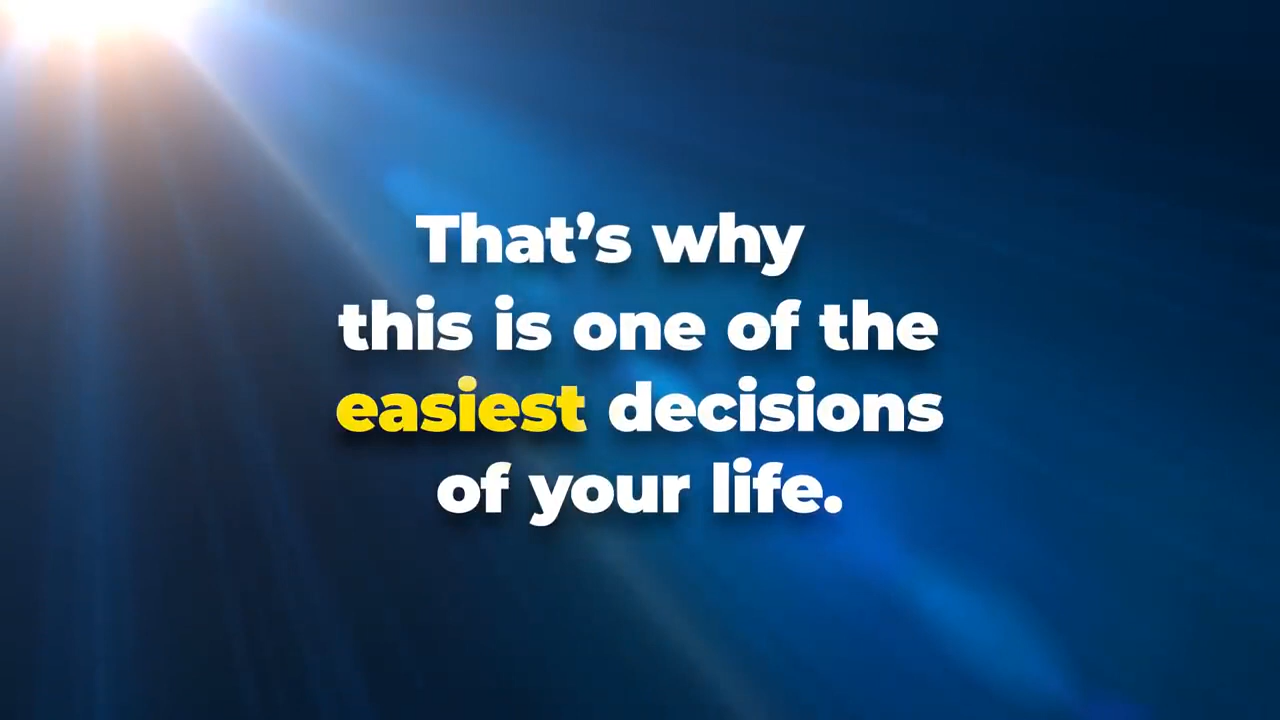 That’s why
this is one of the
easiest decisions
of your life.